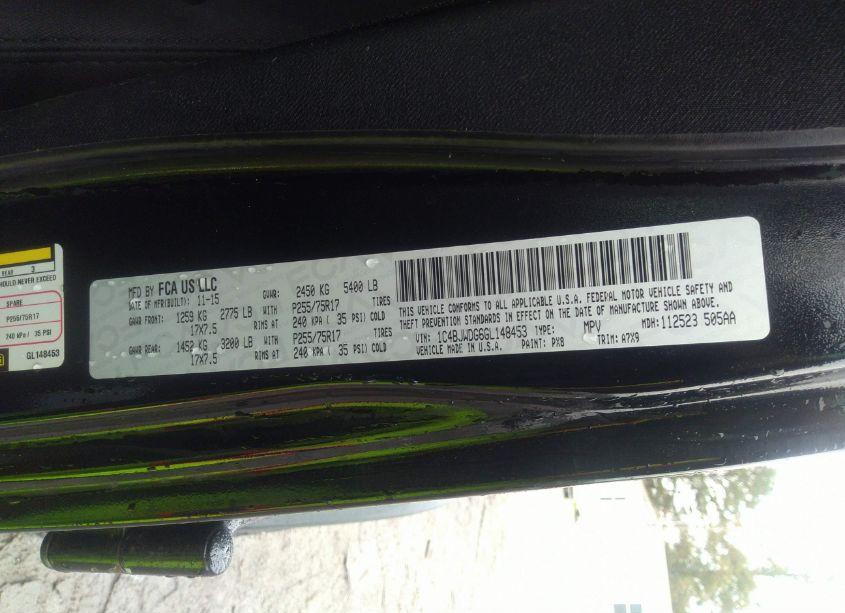 REAR 3
HOULD NEVER EXCEED
SPARE
P255/75R17
240 kPa / 35 PSI
GL148453
MFD BY FCA US LLC
DATE OF MFR(BUILT): 11-15 GVWR: 2450 KG 5400 LB
GAWR FRONT: 1259 KG 2775 LB WITH P255/75R17 TIRES
17X7.5 RIMS AT 240 KPA ( 35 PSI) COLD
GAWR REAR: 1452 KG 3200 LB WITH P255/75R17 TIRES
17X7.5 RIMS AT 240 KPA ( 35 PSI) COLD
THIS VEHICLE CONFORMS TO ALL APPLICABLE U.S.A. FEDERAL MOTOR VEHICLE SAFETY AND
THEFT PREVENTION STANDARDS IN EFFECT ON THE DATE OF MANUFACTURE SHOWN ABOVE.
VIN: 1C4BJWDG6GL148453 TYPE: MPV MDH: 112523 505AA
VEHICLE MADE IN U.S.A. PAINT: PX8 TRIM: A7X9